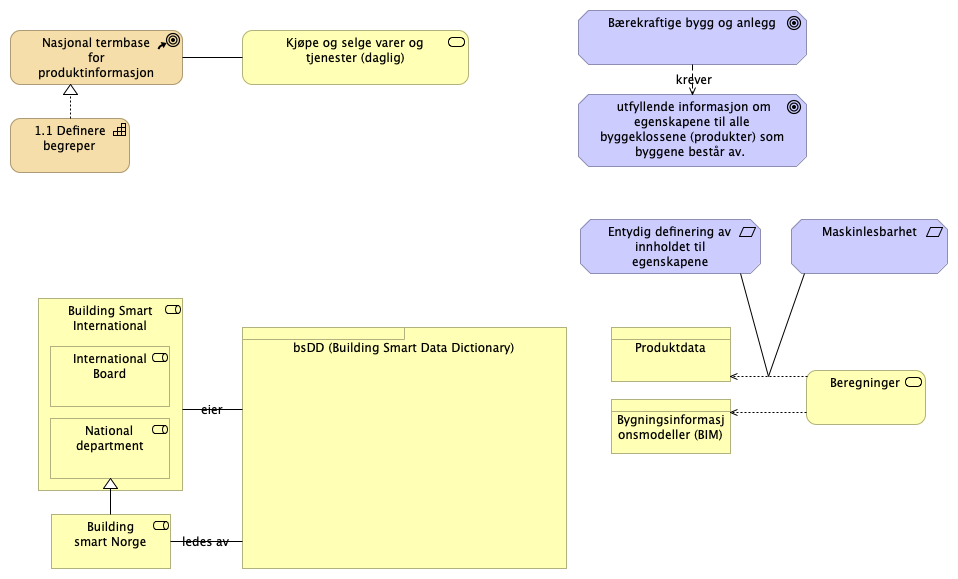 Nasjonal termbase
for
produktinformasjon
Kjøpe og selge varer og
tjenester (daglig)
Bærekraftige bygg og anlegg
krever
utfyllende informasjon om
egenskapene til alle
byggeklossene (produkter) som
byggene består av.
1.1 Definere
begreper
Entydig definering av
innholdet til
egenskapene
Maskinlesbarhet
Building Smart
International
International
Board
National
department
eier
Building
smart Norge
ledes av
bsDD (Building Smart Data Dictionary)
Produktdata
Bygningsinformasj
onsmodeller (BIM)
Beregninger